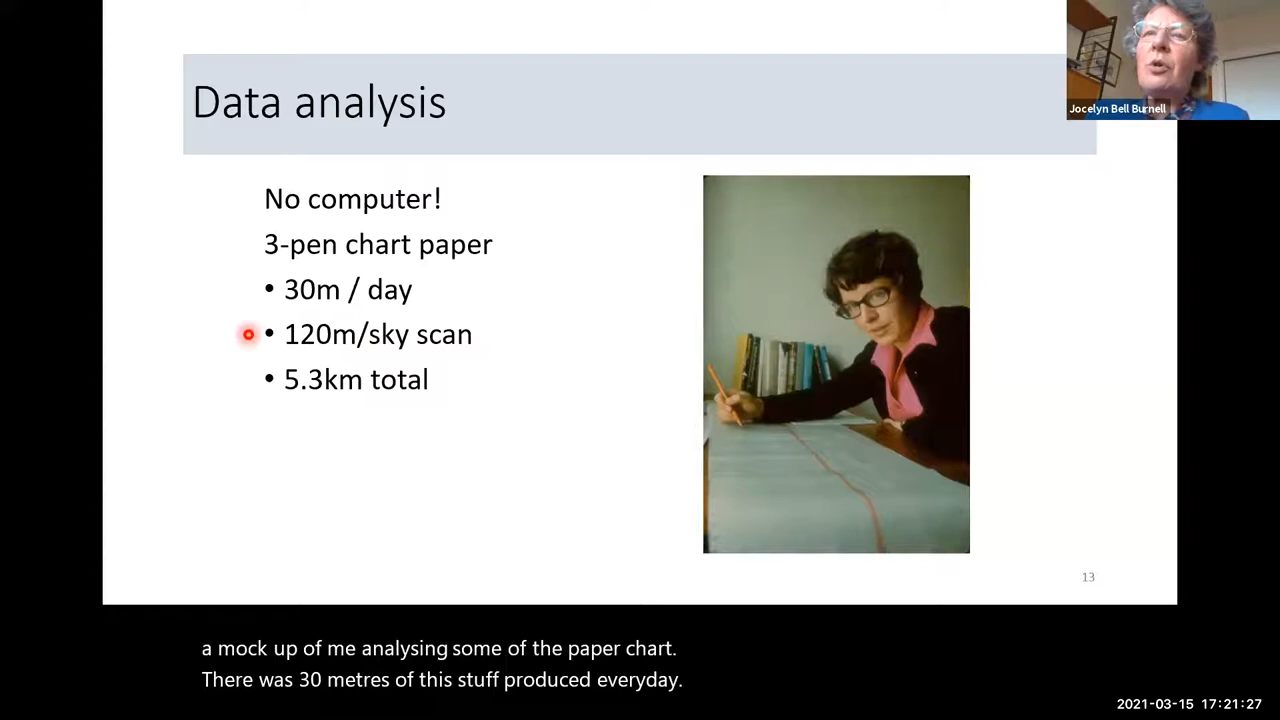 Data analysis
Jocelyn Bell Burnell
No computer!
3-pen chart paper
• 30m / day
• 120m/sky scan
• 5.3km total
13
a mock up of me analysing some of the paper chart.
There was 30 metres of this stuff produced everyday.
2021-03-15 17:21:27